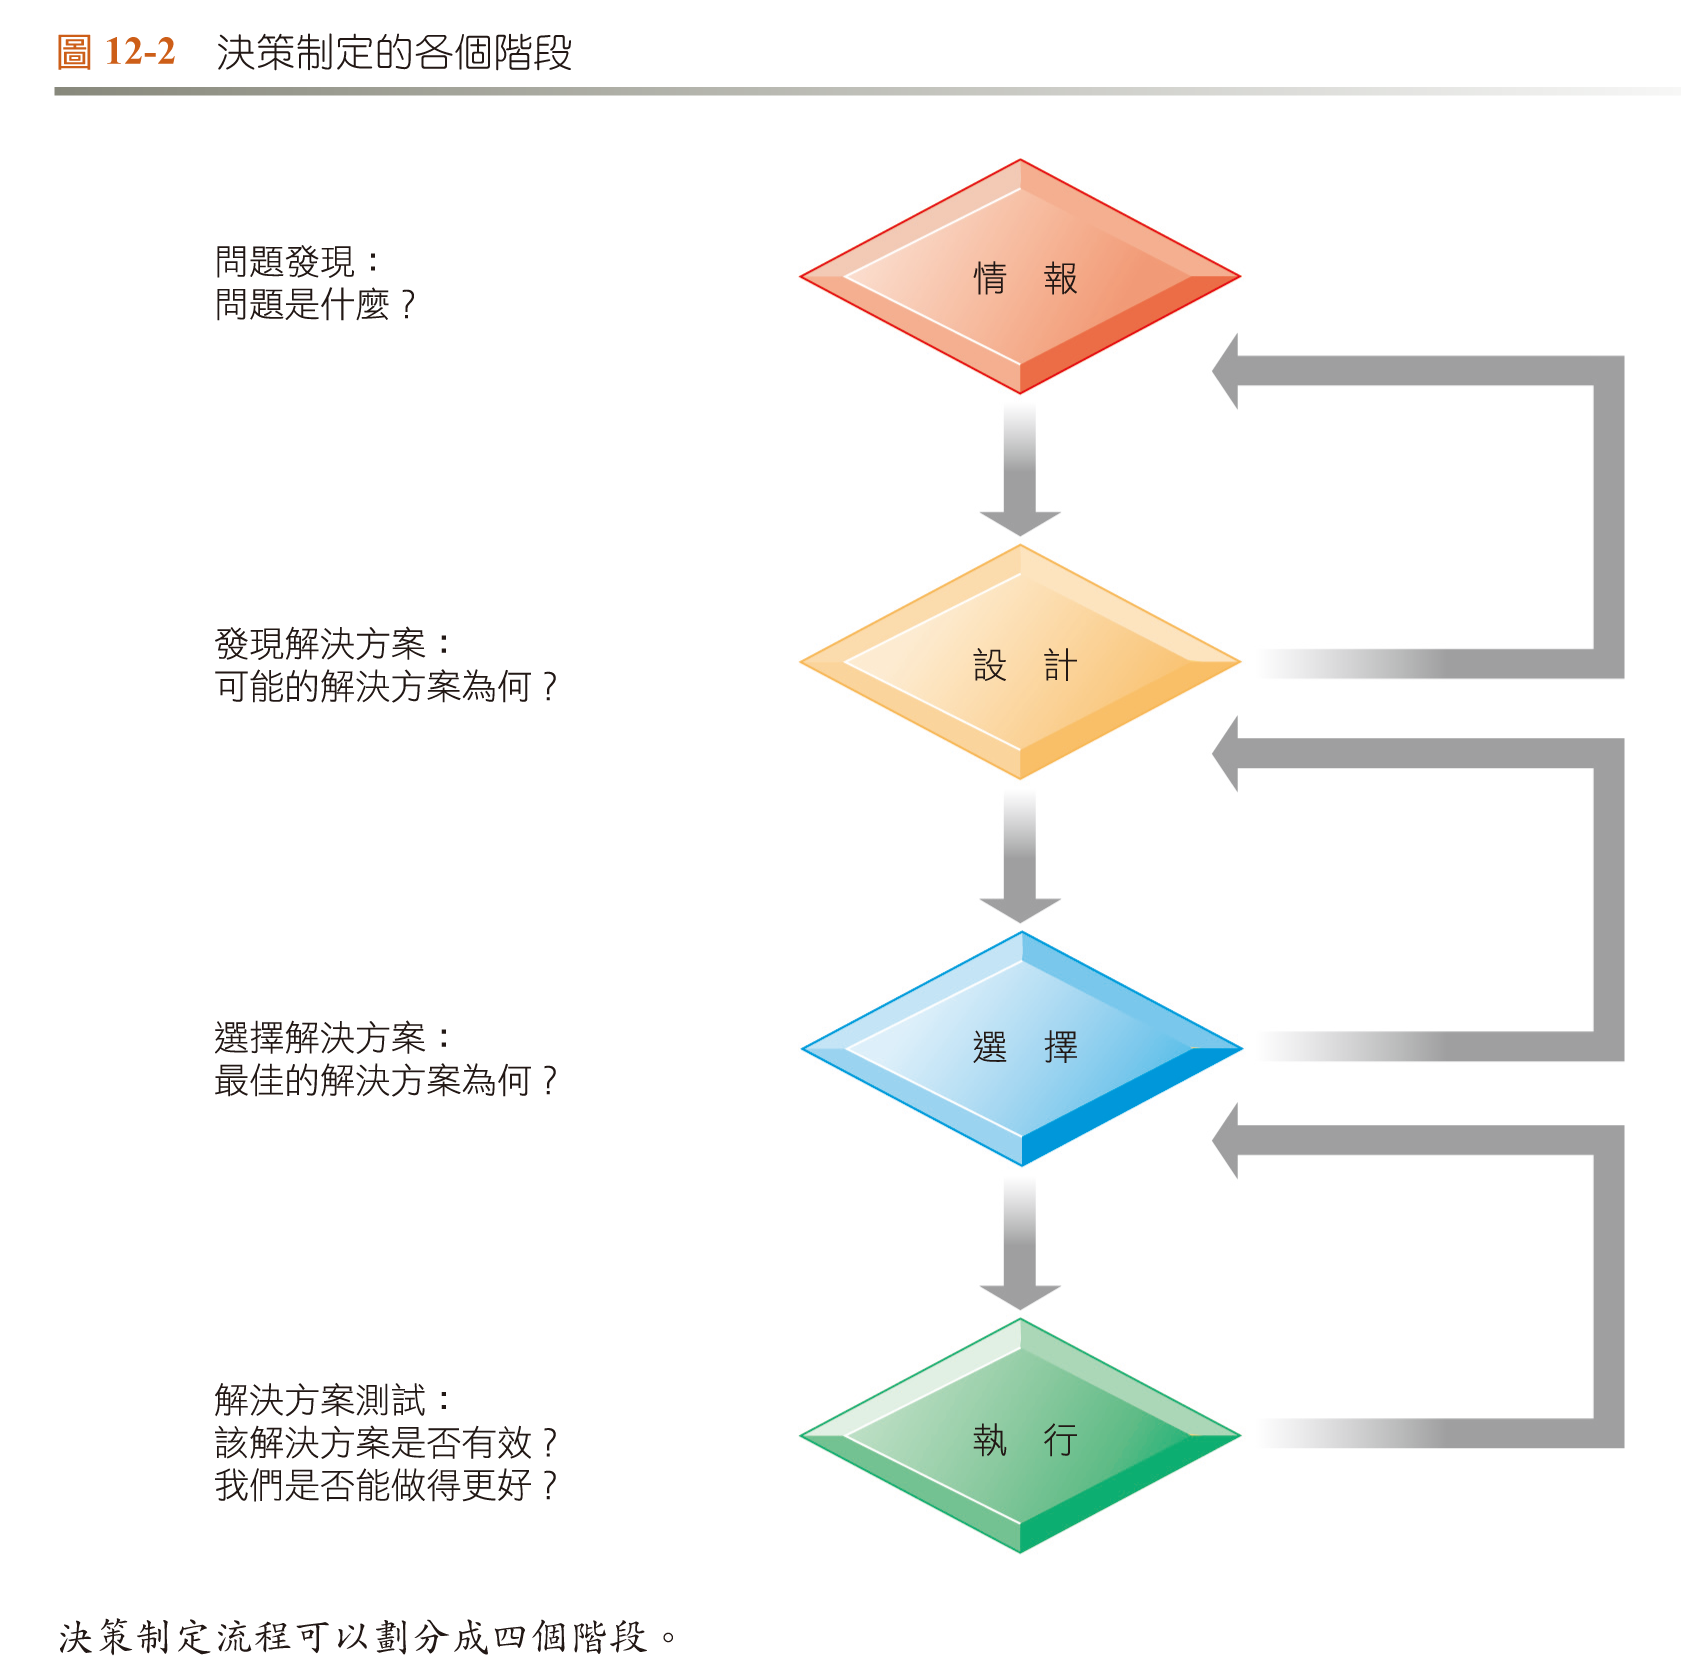 圖 12-2 決策制定的各個階段
問題發現：
問題是什麼？
情 報
發現解決方案：
可能的解決方案為何？
設 計
選擇解決方案：
最佳的解決方案為何？
選 擇
解決方案測試：
該解決方案是否有效？
我們是否能做得更好？
執 行
決策制定流程可以劃分成四個階段。